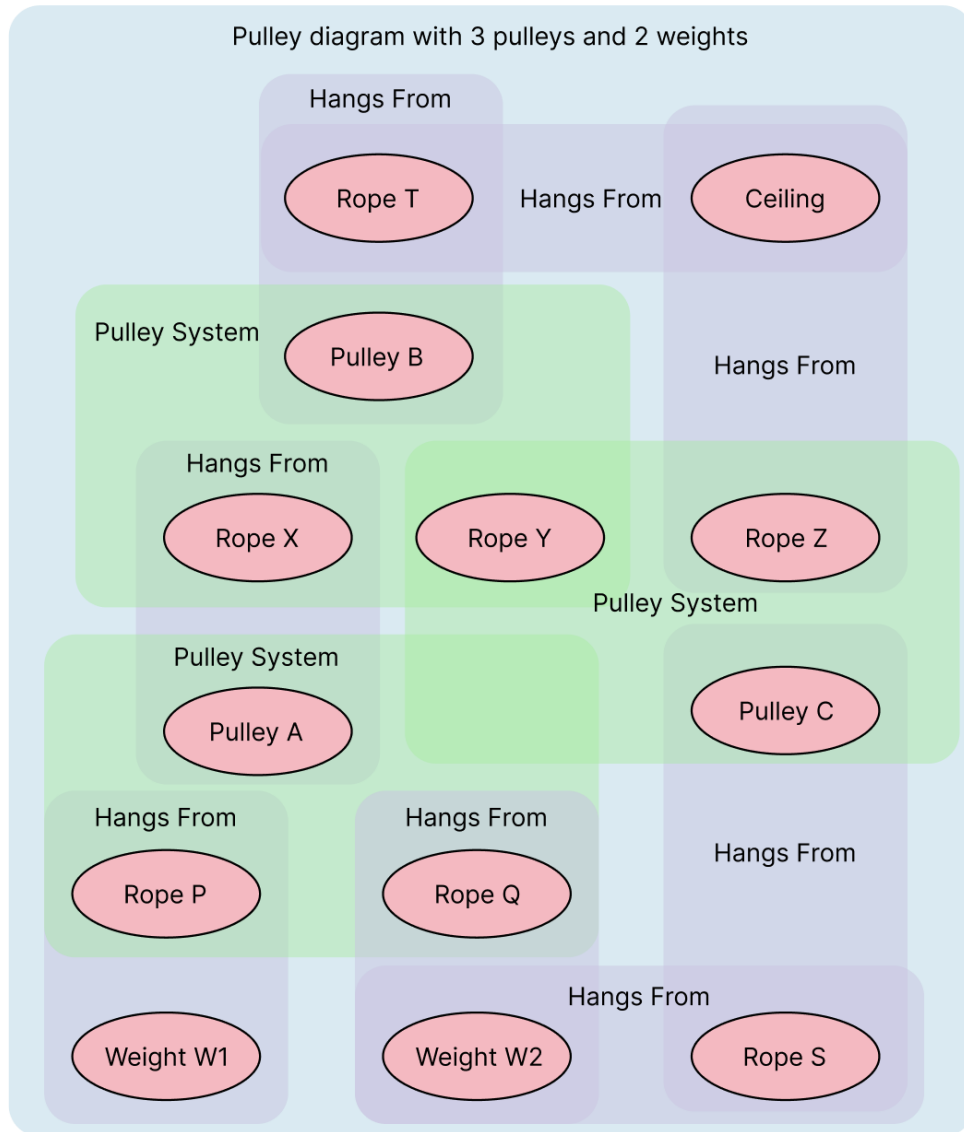 Pulley diagram with 3 pulleys and 2 weights
Hangs From
Rope T
Hangs From
Ceiling
Pulley System
Pulley B
Hangs From
Hangs From
Rope X
Rope Y
Rope Z
Pulley System
Pulley System
Pulley A
Pulley C
Hangs From
Hangs From
Hangs From
Rope P
Rope Q
Hangs From
Weight W1
Weight W2
Rope S